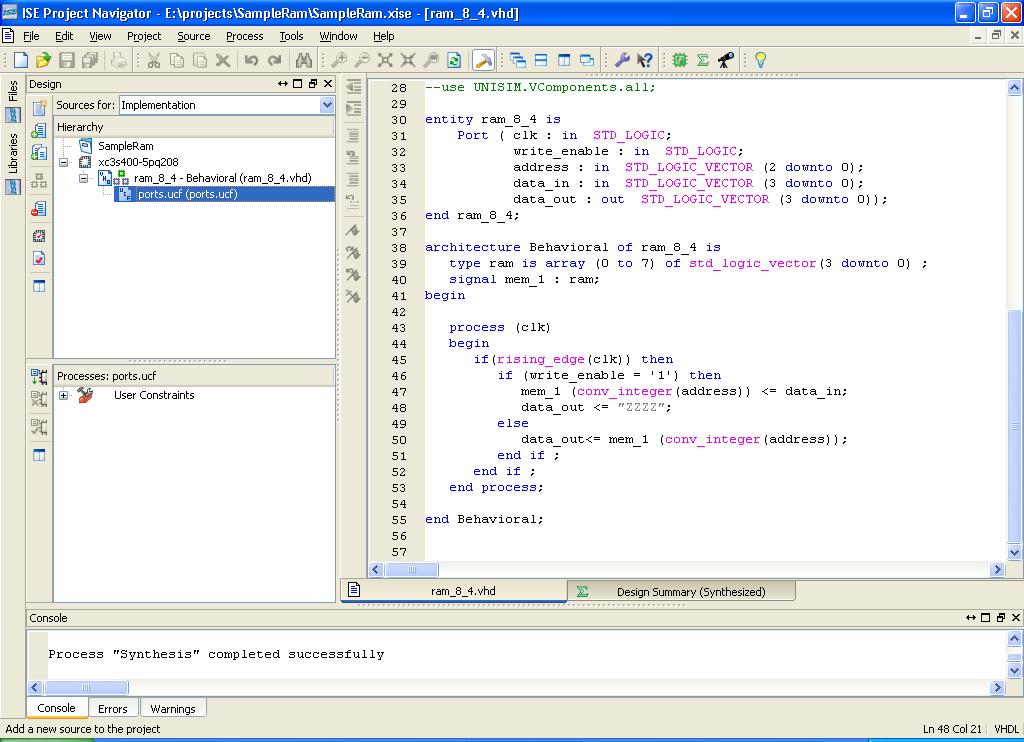 ISE Project Navigator - E:\projects\SampleRam\SampleRam.xise - [ram_8_4.vhd]
File Edit View Project Source Process Tools Window Help
Files
Libraries
Design
Sources for: Implementation
Hierarchy
SampleRam
xc3s400-5pq208
ram_8_4 - Behavioral (ram_8_4.vhd)
ports.ucf (ports.ucf)
Processes: ports.ucf
User Constraints
28 --use UNISIM.VComponents.all;
29
30 entity ram_8_4 is
31 Port ( clk : in STD_LOGIC;
32 write_enable : in STD_LOGIC;
33 address : in STD_LOGIC_VECTOR (2 downto 0);
34 data_in : in STD_LOGIC_VECTOR (3 downto 0);
35 data_out : out STD_LOGIC_VECTOR (3 downto 0));
36 end ram_8_4;
37
38 architecture Behavioral of ram_8_4 is
39 type ram is array (0 to 7) of std_logic_vector(3 downto 0) ;
40 signal mem_1 : ram;
41 begin
42
43 process (clk)
44 begin
45 if(rising_edge(clk)) then
46 if (write_enable = '1') then
47 mem_1 (conv_integer(address)) <= data_in;
48 data_out <= "ZZZZ";
49 else
50 data_out<= mem_1 (conv_integer(address));
51 end if ;
52 end if ;
53 end process;
54
55 end Behavioral;
56
57
ram_8_4.vhd
Design Summary (Synthesized)
Console
Process "Synthesis" completed successfully
Console Errors Warnings
Add a new source to the project
Ln 48 Col 21 VHDL